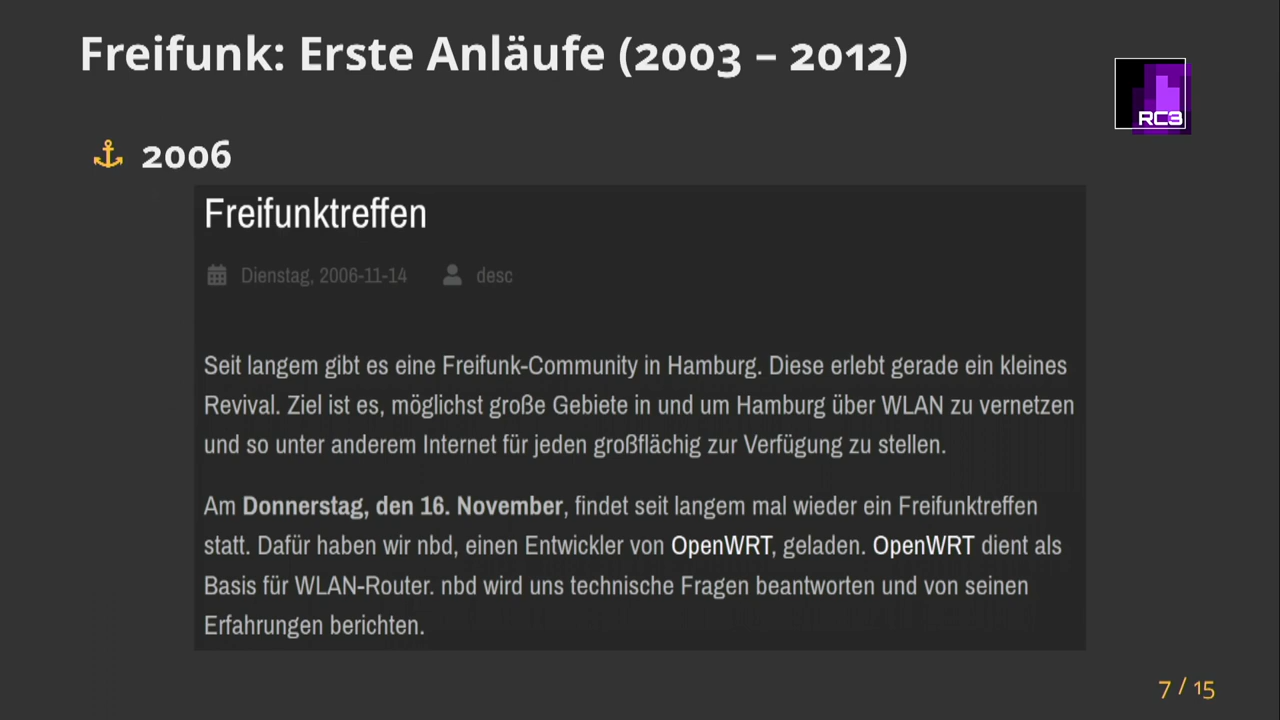 Freifunk: Erste Anläufe (2003 – 2012)
RC3
2006
Freifunktreffen
Dienstag, 2006-11-14 desc
Seit langem gibt es eine Freifunk-Community in Hamburg. Diese erlebt gerade ein kleines
Revival. Ziel ist es, möglichst große Gebiete in und um Hamburg über WLAN zu vernetzen
und so unter anderem Internet für jeden großflächig zur Verfügung zu stellen.
Am Donnerstag, den 16. November, findet seit langem mal wieder ein Freifunktreffen
statt. Dafür haben wir nbd, einen Entwickler von OpenWRT, geladen. OpenWRT dient als
Basis für WLAN-Router. nbd wird uns technische Fragen beantworten und von seinen
Erfahrungen berichten.
7 / 15